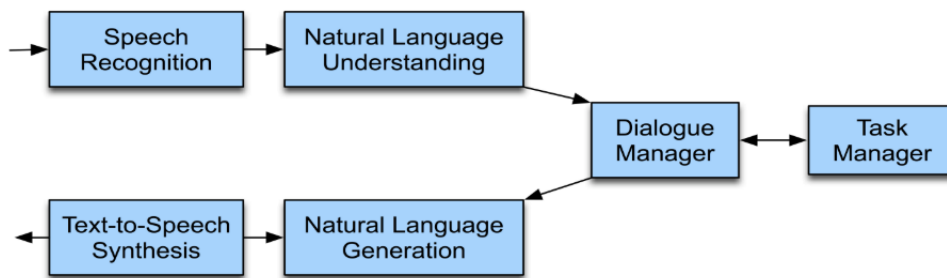 Speech
Recognition
Natural Language
Understanding
Dialogue
Manager
Task
Manager
Text-to-Speech
Synthesis
Natural Language
Generation